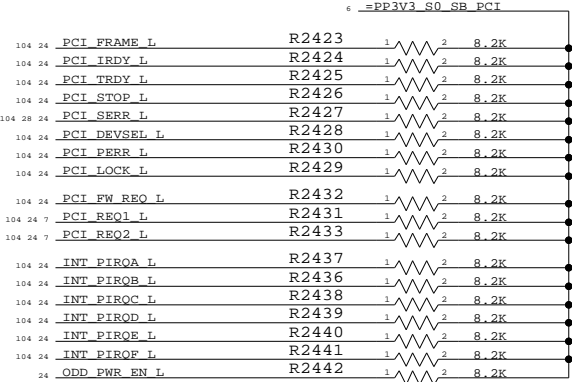 6 =PP3V3_S0_SB_PCI
104 24 PCI_FRAME_L R2423 1 2 8.2K
104 24 PCI_IRDY_L R2424 1 2 8.2K
104 24 PCI_TRDY_L R2425 1 2 8.2K
104 24 PCI_STOP_L R2426 1 2 8.2K
104 28 24 PCI_SERR_L R2427 1 2 8.2K
104 24 PCI_DEVSEL_L R2428 1 2 8.2K
104 24 PCI_PERR_L R2430 1 2 8.2K
104 24 PCI_LOCK_L R2429 1 2 8.2K
104 24 PCI_FW_REQ_L R2432 1 2 8.2K
104 24 7 PCI_REQ1_L R2431 1 2 8.2K
104 24 7 PCI_REQ2_L R2433 1 2 8.2K
104 24 INT_PIRQA_L R2437 1 2 8.2K
104 24 INT_PIRQB_L R2436 1 2 8.2K
104 24 INT_PIRQC_L R2438 1 2 8.2K
104 24 INT_PIRQD_L R2439 1 2 8.2K
104 24 INT_PIRQE_L R2440 1 2 8.2K
104 24 INT_PIRQF_L R2441 1 2 8.2K
24 ODD_PWR_EN_L R2442 1 2 8.2K